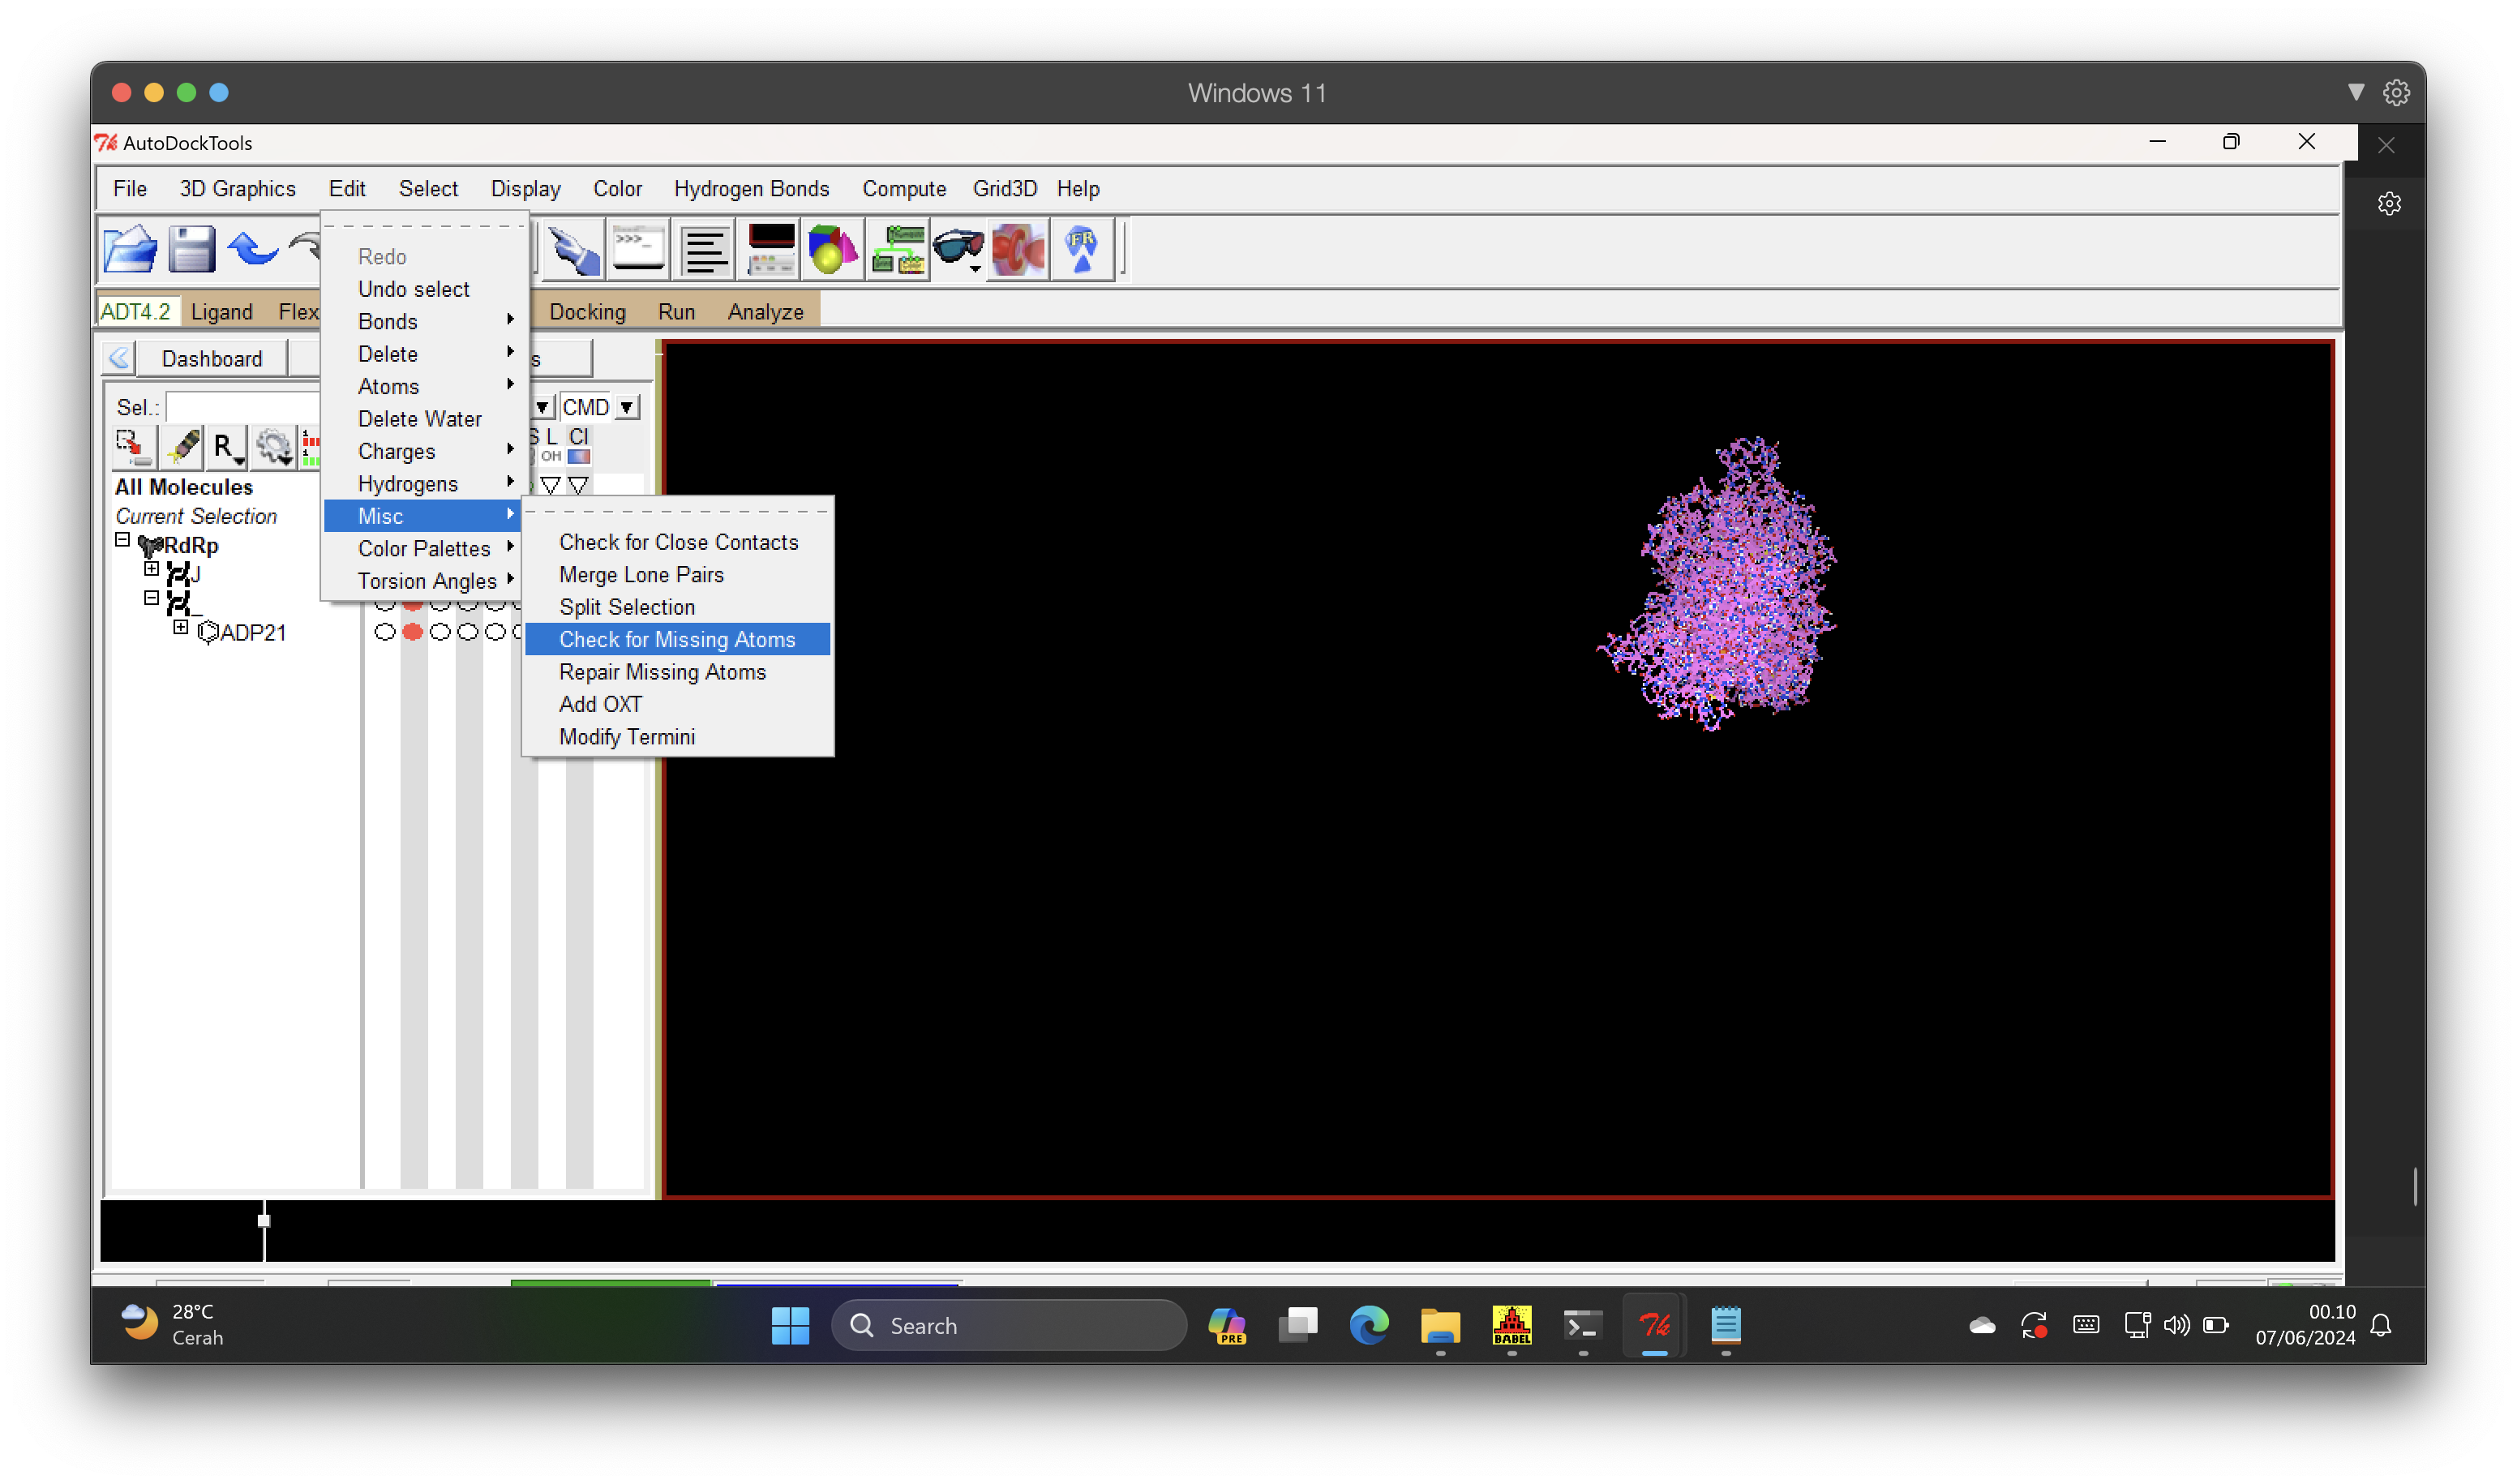 Windows 11
AutoDockTools
File 3D Graphics Edit Select Display Color Hydrogen Bonds Compute Grid3D Help
>>>_
FR
ADT4.2 Ligand Flex Docking Run Analyze
Dashboard s
Sel.: CMD
R
S L Cl
OH
All Molecules
Current Selection
RdRp
J
_
ADP21
Redo
Undo select
Bonds
Delete
Atoms
Delete Water
Charges
Hydrogens
Misc
Color Palettes
Torsion Angles
Check for Close Contacts
Merge Lone Pairs
Split Selection
Check for Missing Atoms
Repair Missing Atoms
Add OXT
Modify Termini
28°C
Cerah
Search
PRE
BABEL
00.10
07/06/2024